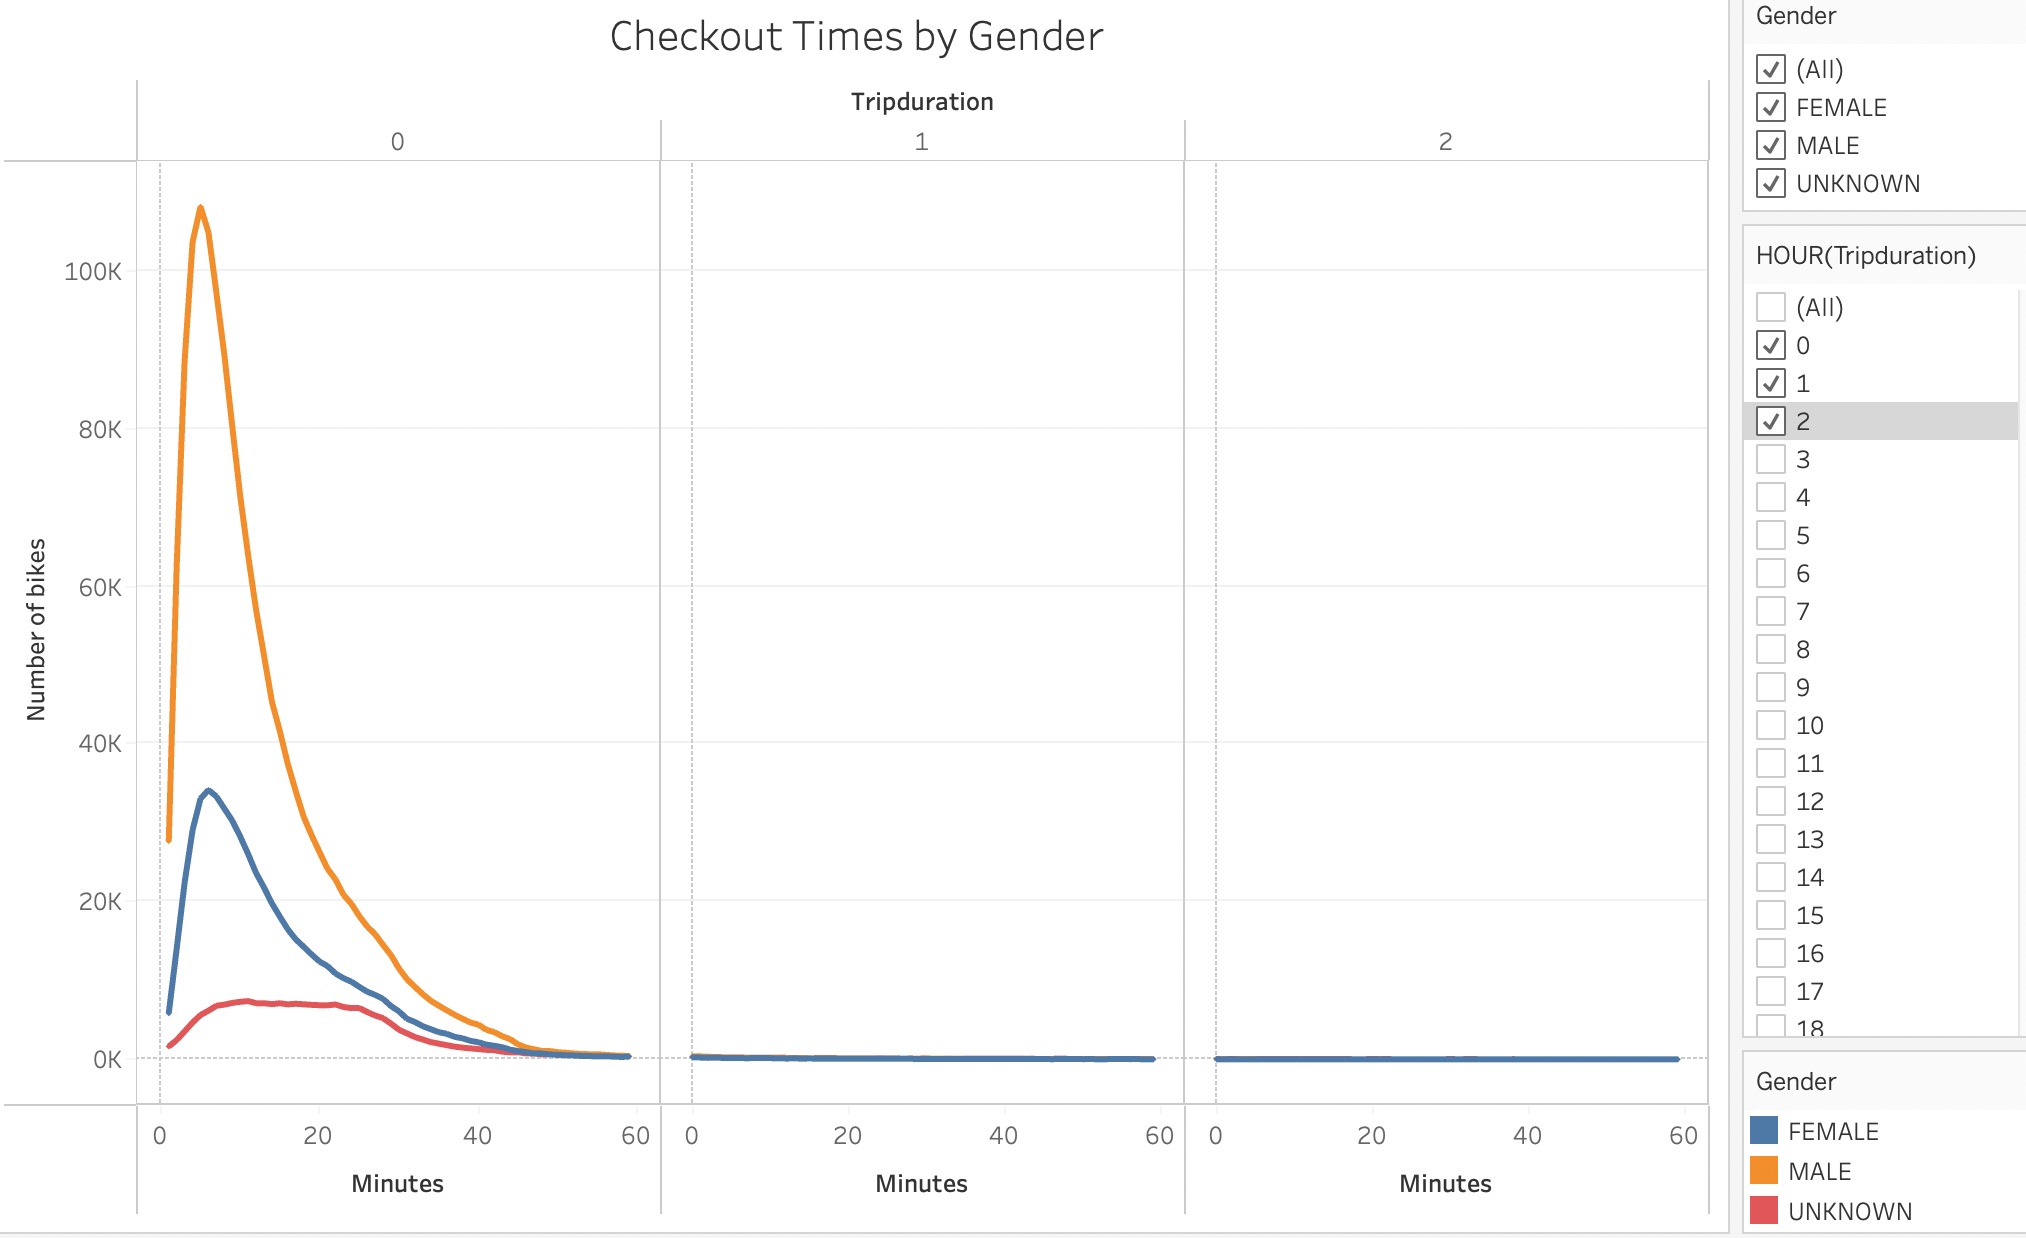 Checkout Times by Gender
Tripduration
0 1 2
100K
80K
60K
40K
20K
0K
Number of bikes
0 20 40 60 0 20 40 60 0 20 40 60
Minutes Minutes Minutes
Gender
(All)
FEMALE
MALE
UNKNOWN
HOUR(Tripduration)
(All)
0
1
2
3
4
5
6
7
8
9
10
11
12
13
14
15
16
17
18
Gender
FEMALE
MALE
UNKNOWN